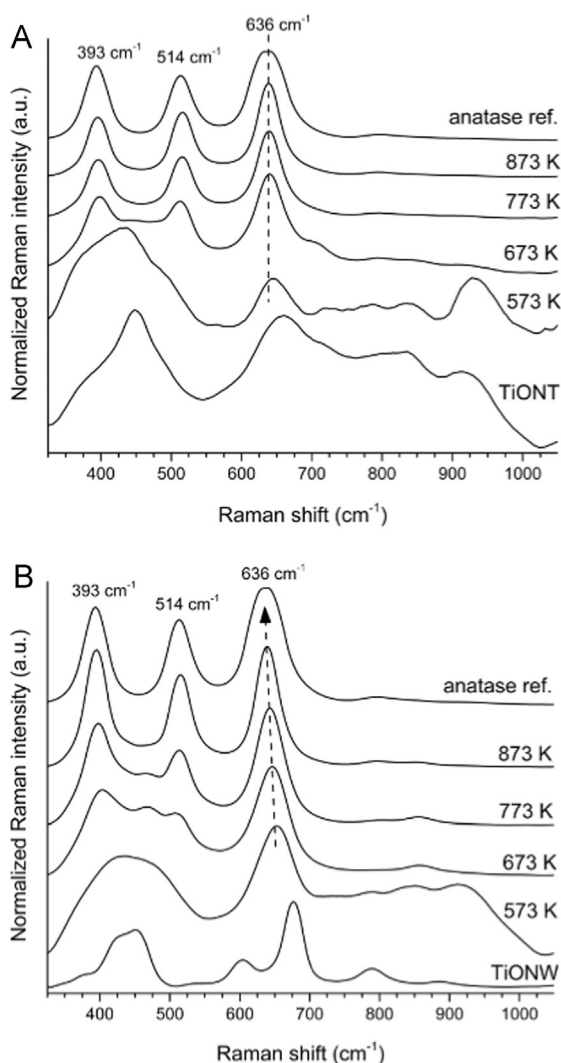 A
636 cm⁻¹
393 cm⁻¹
514 cm⁻¹
Normalized Raman intensity (a.u.)
anatase ref.
873 K
773 K
673 K
573 K
TiONT
400 500 600 700 800 900 1000
Raman shift (cm⁻¹)
B
636 cm⁻¹
393 cm⁻¹
514 cm⁻¹
Normalized Raman intensity (a.u.)
anatase ref.
873 K
773 K
673 K
573 K
TiONW
400 500 600 700 800 900 1000
Raman shift (cm⁻¹)